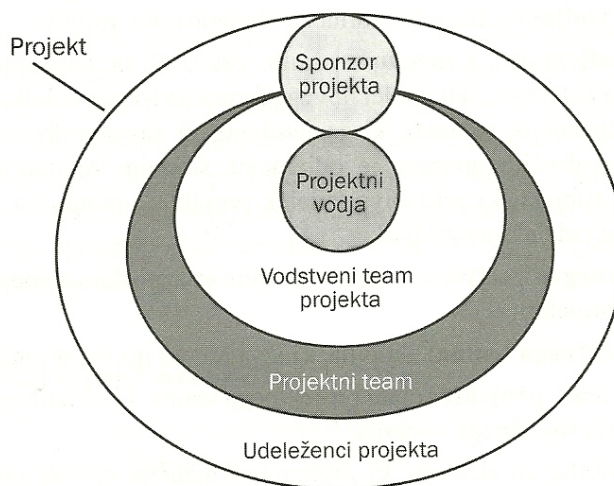 Projekt
Sponzor
projekta
Projektni
vodja
Vodstveni team
projekta
Projektni team
Udeleženci projekta